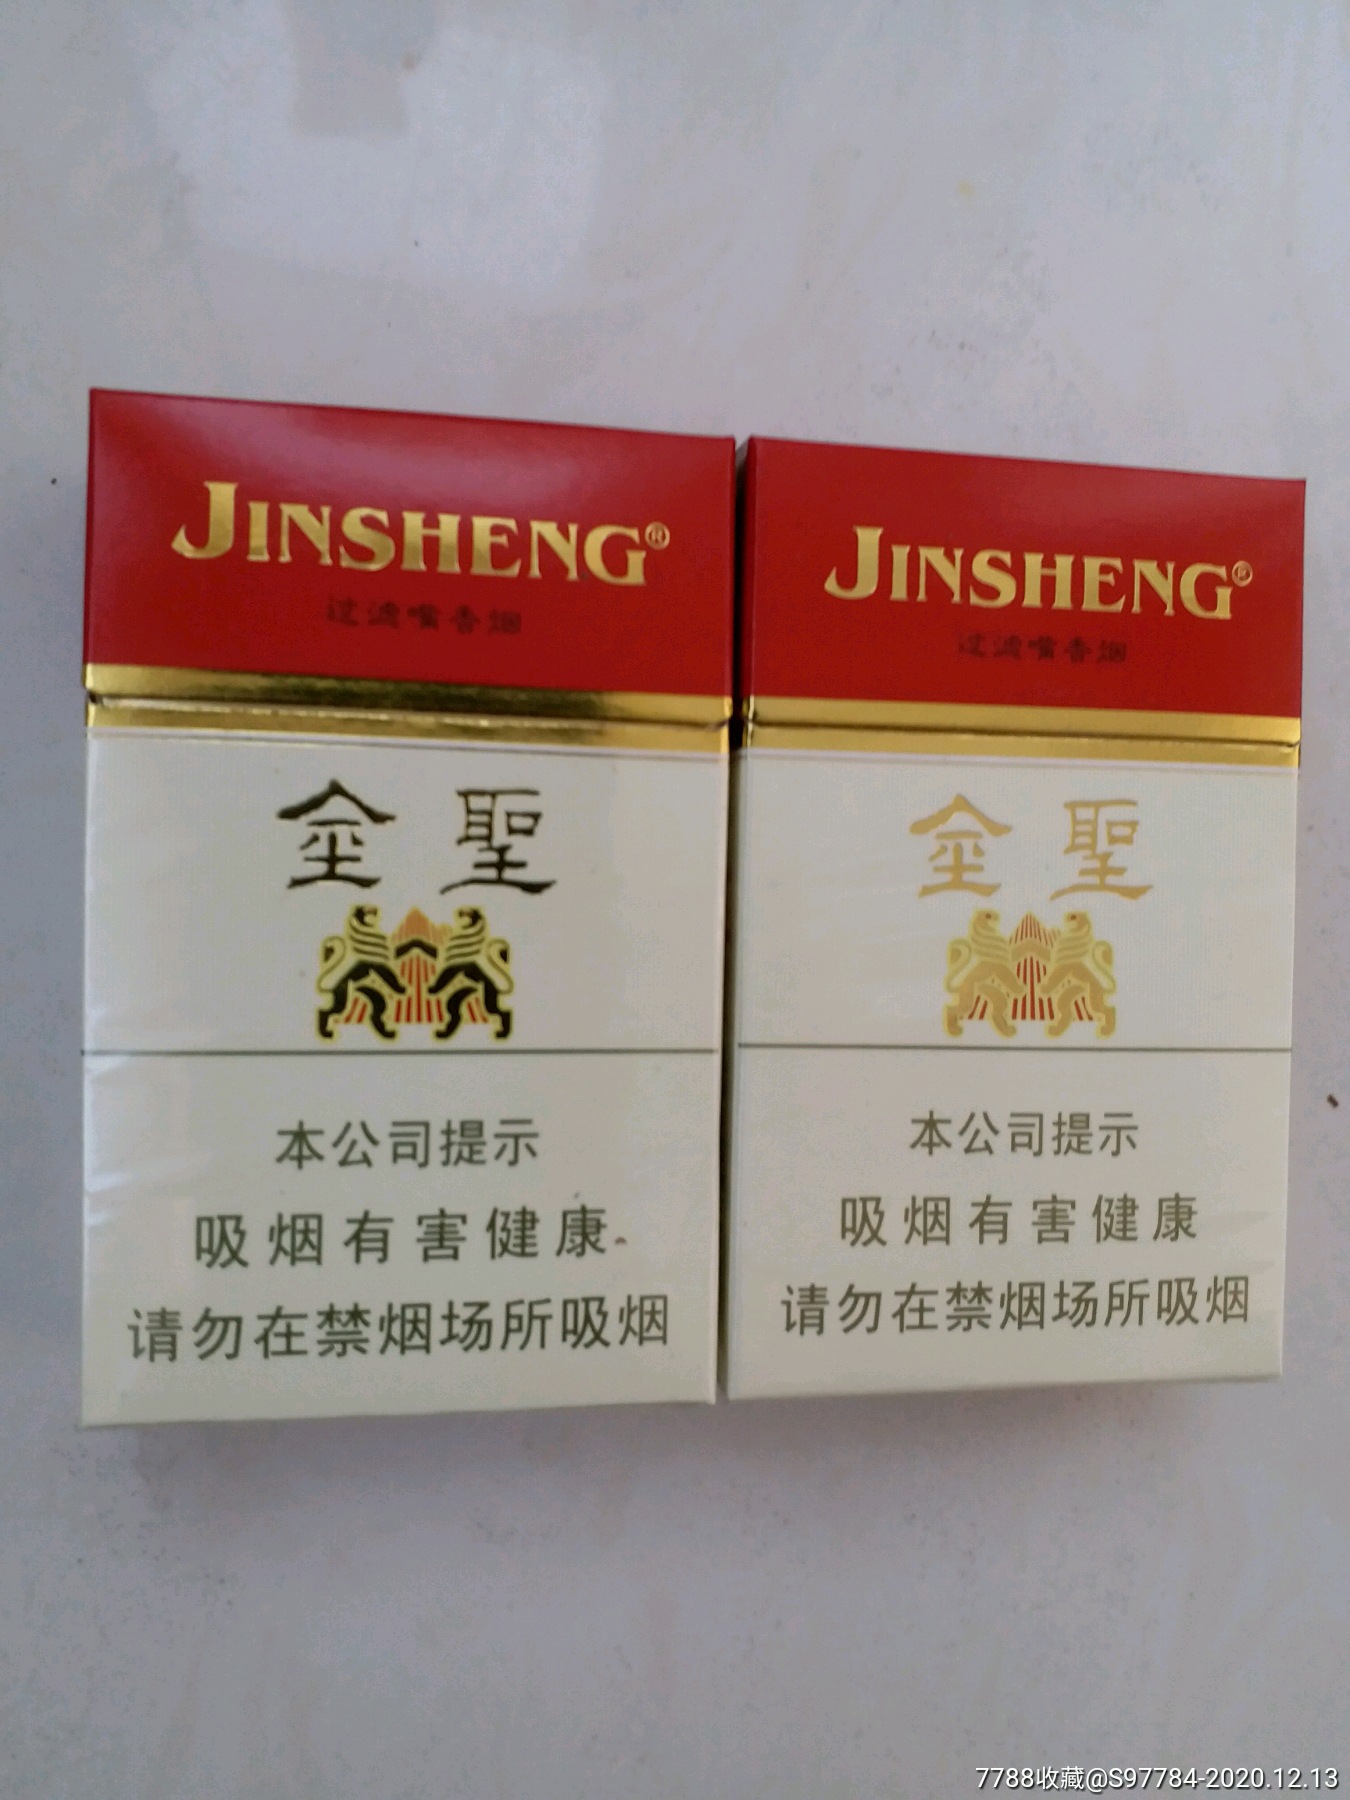 JINSHENG®
过滤嘴香烟
金聖
本公司提示
吸烟有害健康
请勿在禁烟场所吸烟
JINSHENG®
过滤嘴香烟
金聖
本公司提示
吸烟有害健康
请勿在禁烟场所吸烟
7788收藏@S97784-2020.12.13